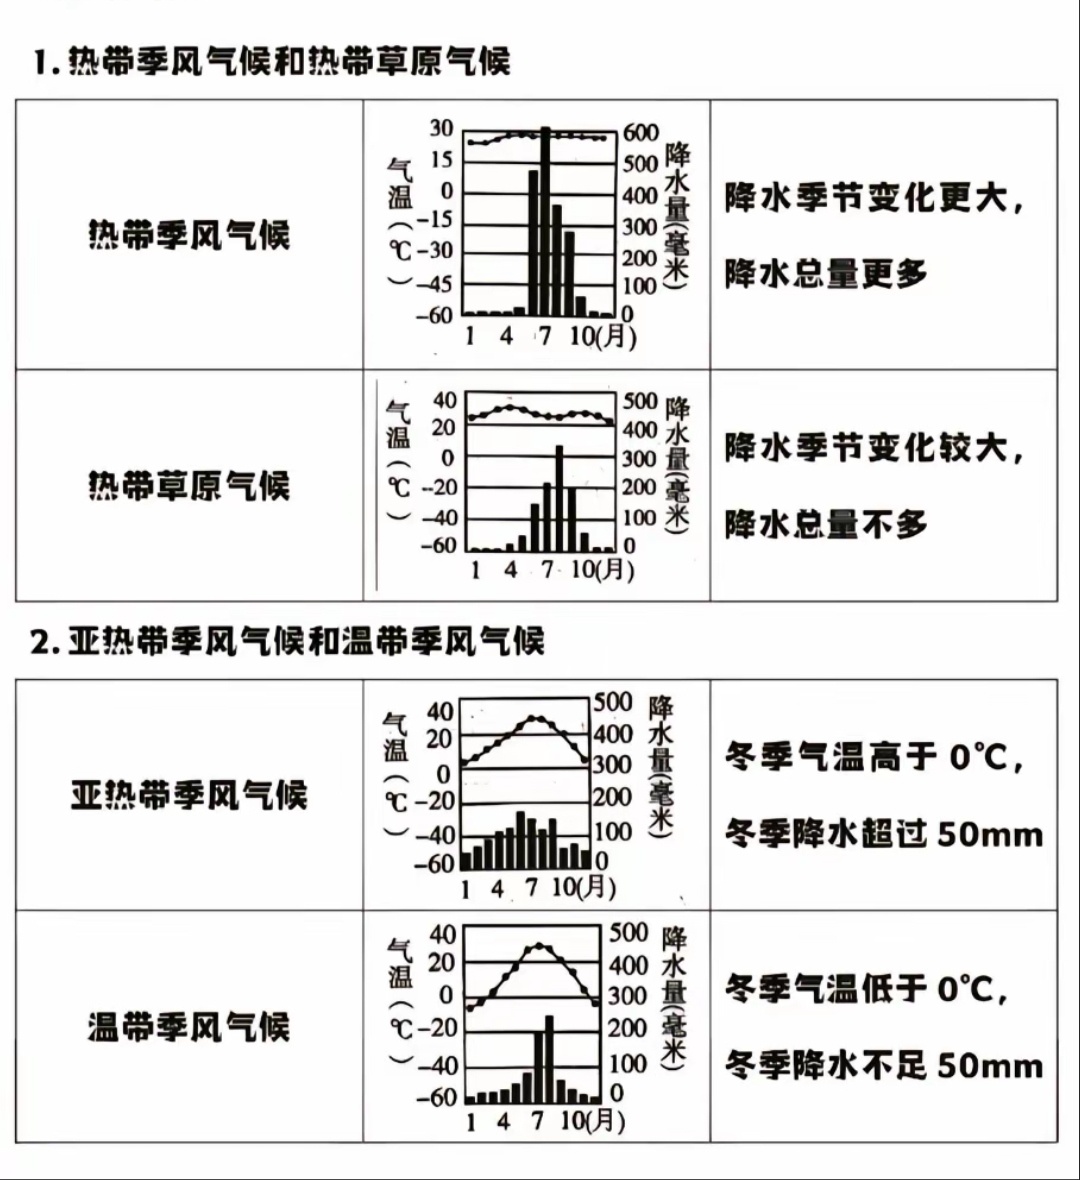 1. 热带季风气候和热带草原气候
热带季风气候
气温(℃)
30
15
0
-15
-30
-45
-60
600
500
400
300
200
100
0
降水量(毫米)
1 4 7 10(月)
降水季节变化更大,
降水总量更多
热带草原气候
气温(℃)
40
20
0
-20
-40
-60
500
400
300
200
100
0
降水量(毫米)
1 4 7 10(月)
降水季节变化较大,
降水总量不多
2. 亚热带季风气候和温带季风气候
亚热带季风气候
气温(℃)
40
20
0
-20
-40
-60
500
400
300
200
100
0
降水量(毫米)
1 4 7 10(月)
冬季气温高于 0℃,
冬季降水超过 50mm
温带季风气候
气温(℃)
40
20
0
-20
-40
-60
500
400
300
200
100
0
降水量(毫米)
1 4 7 10(月)
冬季气温低于 0℃,
冬季降水不足 50mm